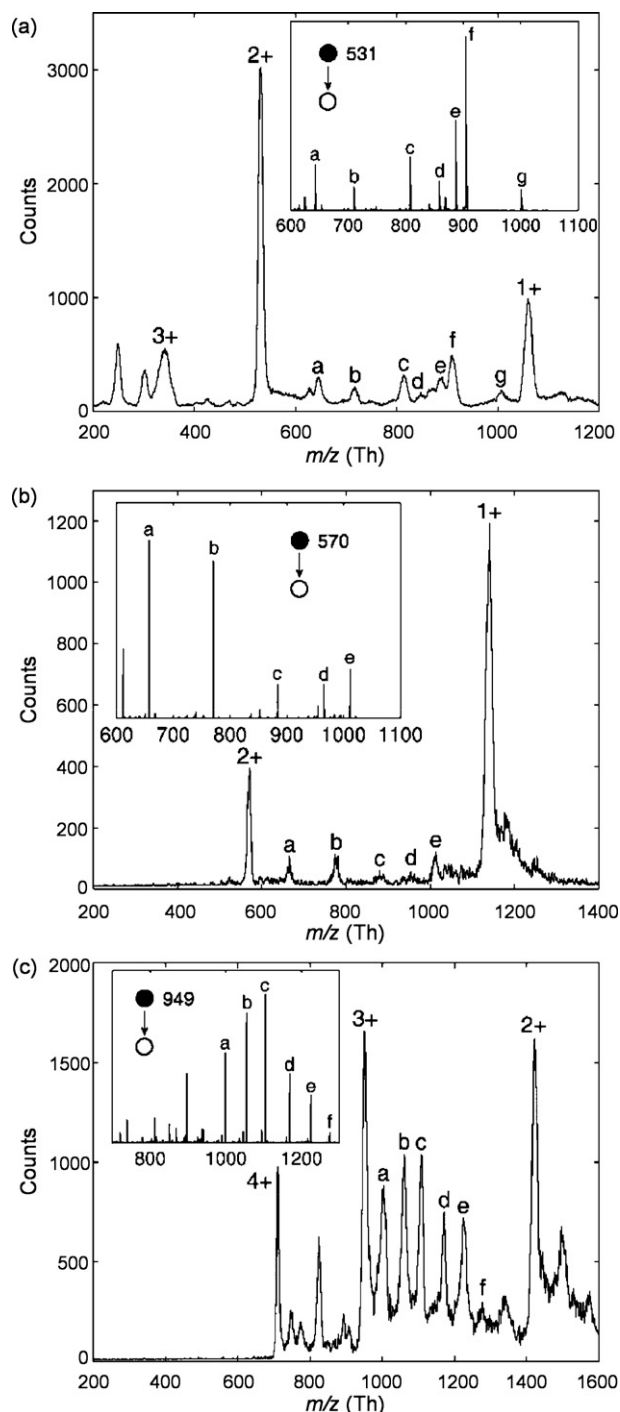 (a)
2+
3000
531
f
e
c
a
d
b
g
600 700 800 900 1000 1100
2000
Counts
1000
1+
3+
f
a
c
e
b
d
g
0
200 400 600 800 1000 1200
m/z (Th)
(b)
1200
1+
a
b
570
1000
e
c
d
800
600 700 800 900 1000 1100
Counts
600
2+
400
200
a
b
c
d
e
0
200 400 600 800 1000 1200 1400
m/z (Th)
(c)
2000
c
949
b
3+
2+
a
d
1500
e
f
800 1000 1200
Counts
1000
4+
b
c
a
d
e
500
f
0
200 400 600 800 1000 1200 1400 1600
m/z (Th)